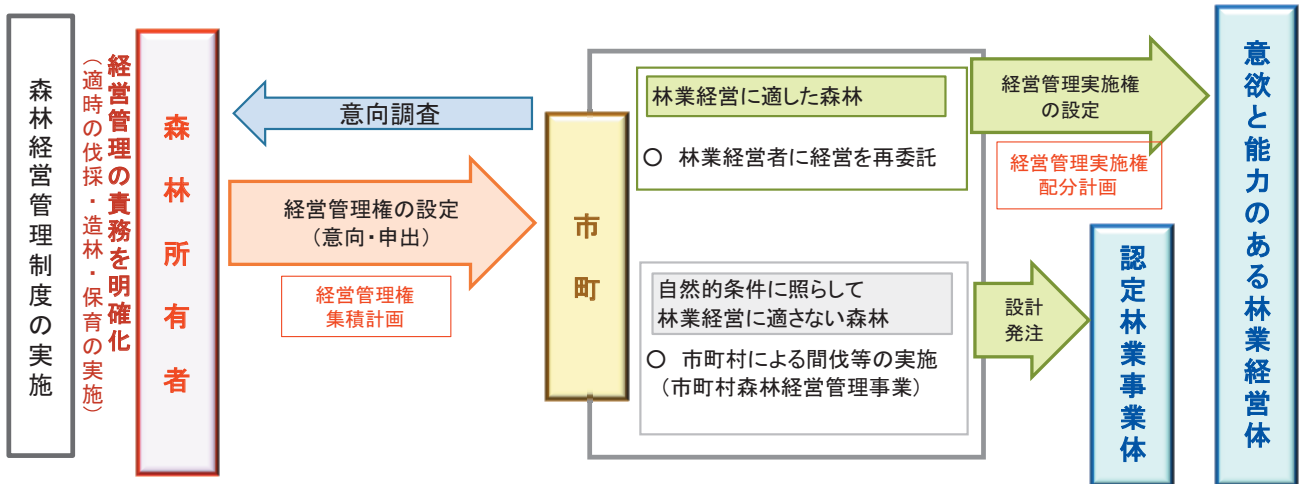 森林経営管理制度の実施
経営管理の責務を明確化
（適時の伐採・造林・保育の実施）
森林所有者
意向調査
経営管理権の設定
（意向・申出）
経営管理権
集積計画
市町
林業経営に適した森林
○　林業経営者に経営を再委託
自然的条件に照らして
林業経営に適さない森林
○　市町村による間伐等の実施
（市町村森林経営管理事業）
経営管理実施権
の設定
経営管理実施権
配分計画
設計
発注
認定林業事業体
意欲と能力のある林業経営体